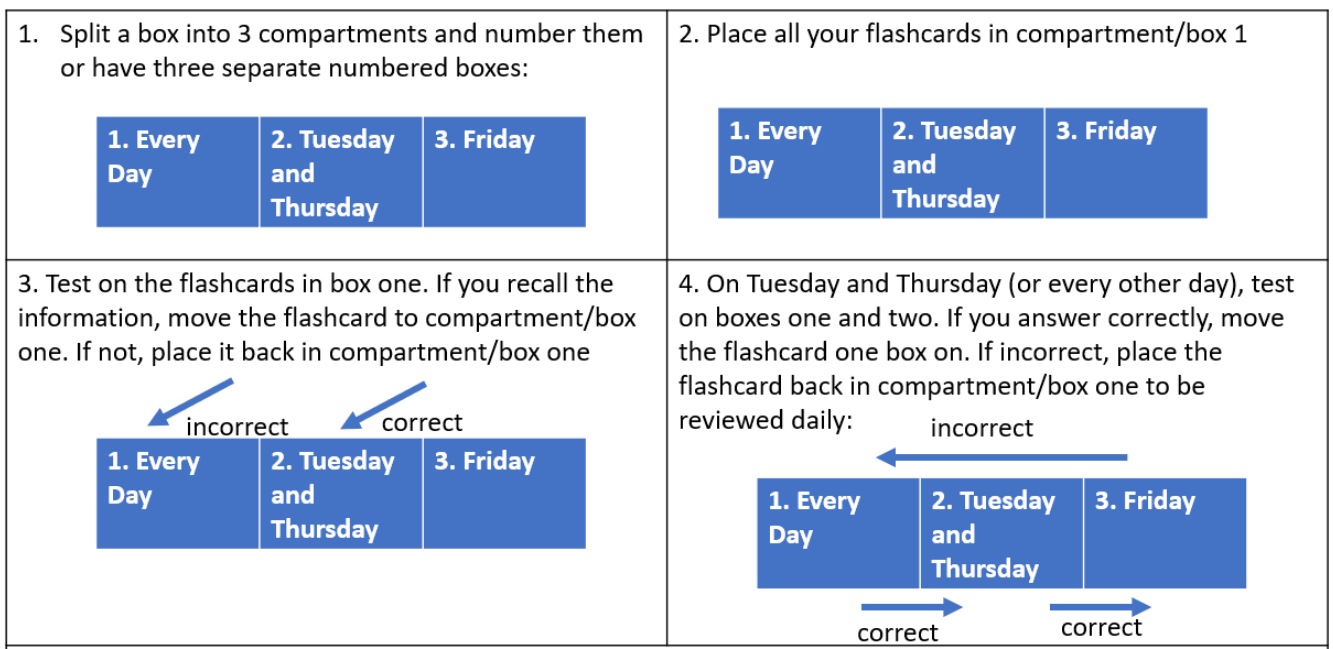 1. Split a box into 3 compartments and number them
or have three separate numbered boxes:
1. Every
Day
2. Tuesday
and
Thursday
3. Friday
2. Place all your flashcards in compartment/box 1
1. Every
Day
2. Tuesday
and
Thursday
3. Friday
3. Test on the flashcards in box one. If you recall the
information, move the flashcard to compartment/box
one. If not, place it back in compartment/box one
incorrect
correct
1. Every
Day
2. Tuesday
and
Thursday
3. Friday
4. On Tuesday and Thursday (or every other day), test
on boxes one and two. If you answer correctly, move
the flashcard one box on. If incorrect, place the
flashcard back in compartment/box one to be
reviewed daily:
incorrect
1. Every
Day
2. Tuesday
and
Thursday
3. Friday
correct
correct